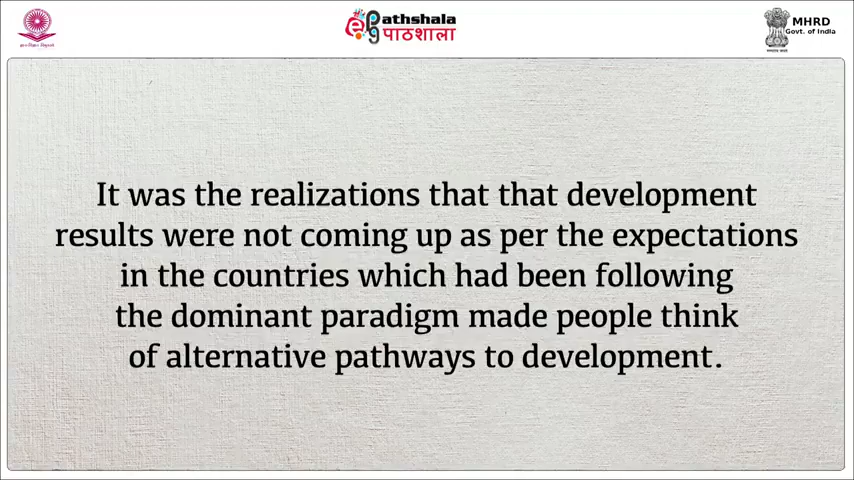 ePathshala
पाठशाला
MHRD
Govt. of India
It was the realizations that that development
results were not coming up as per the expectations
in the countries which had been following
the dominant paradigm made people think
of alternative pathways to development.